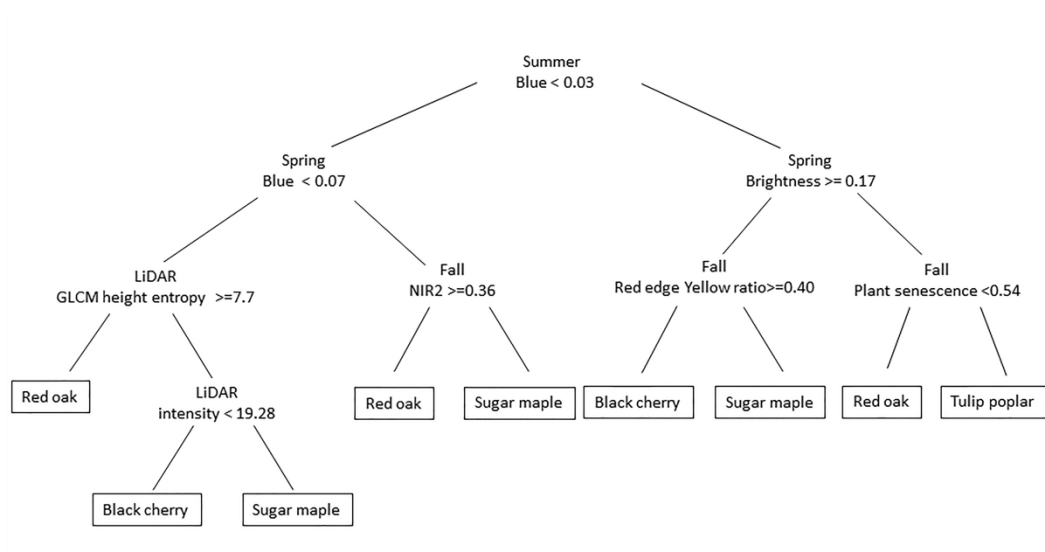 Summer
Blue < 0.03
Spring
Blue < 0.07
Spring
Brightness >= 0.17
LiDAR
GLCM height entropy >=7.7
Fall
NIR2 >=0.36
Fall
Red edge Yellow ratio>=0.40
Fall
Plant senescence <0.54
Red oak
LiDAR
intensity < 19.28
Red oak
Sugar maple
Black cherry
Sugar maple
Red oak
Tulip poplar
Black cherry
Sugar maple